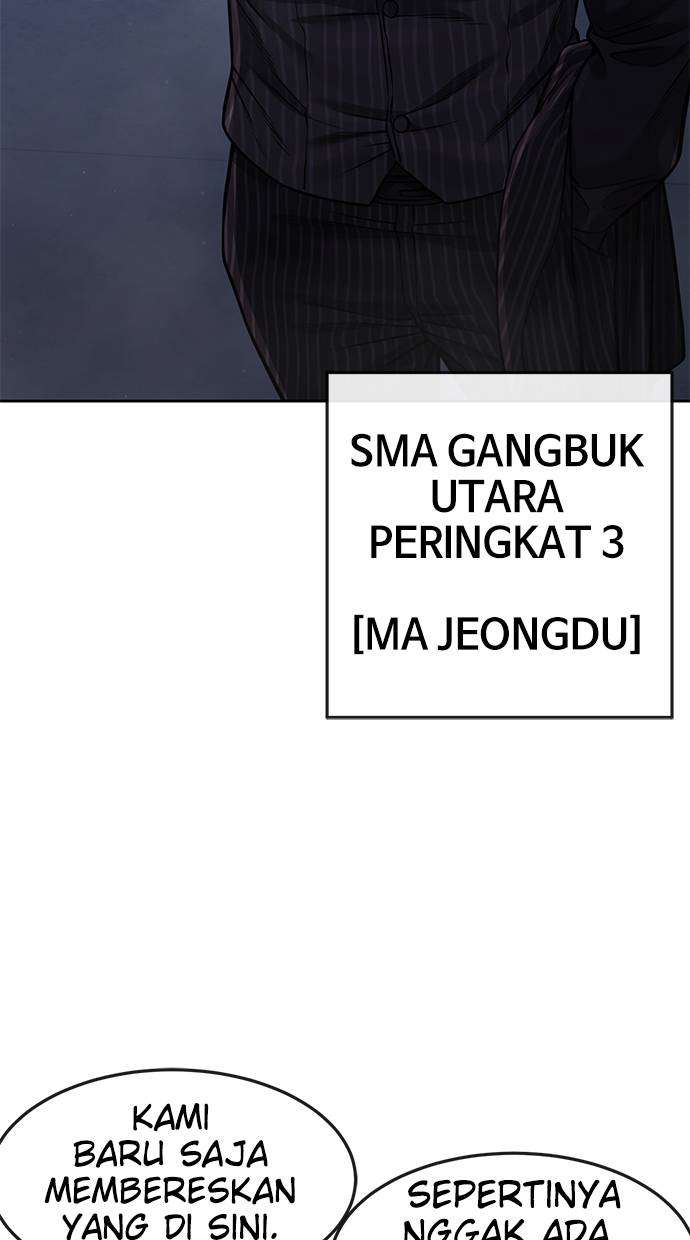 SMA GANGBUK
UTARA
PERINGKAT 3
[MA JEONGDU]
KAMI
BARU SAJA
MEMBERESKAN
YANG DI SINI.
SEPERTINYA
NGGAK ADA